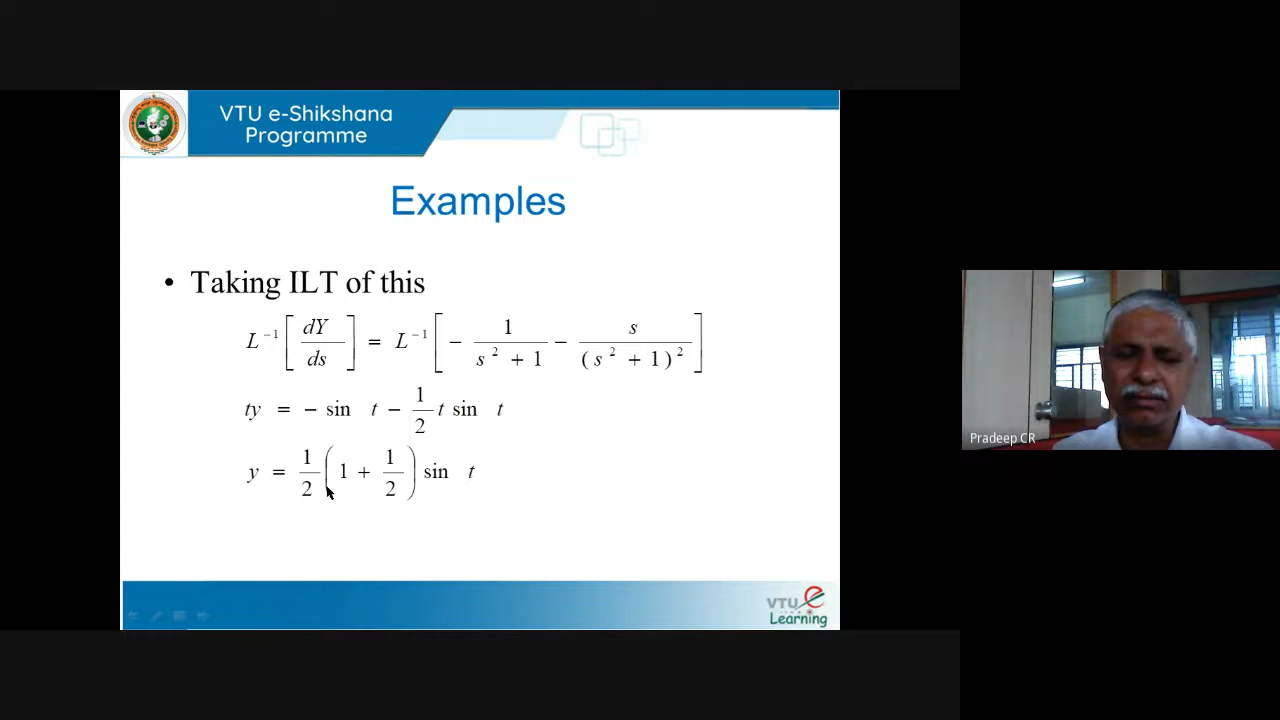 VTU e-Shikshana
Programme
Examples
• Taking ILT of this
L⁻¹ [ dY/ds ] = L⁻¹ [ − 1/(s² + 1) − s/(s² + 1)² ]
ty = − sin t − 1/2 t sin t
y = 1/2 ( 1 + 1/2 ) sin t
Pradeep CR
VTU e
Learning